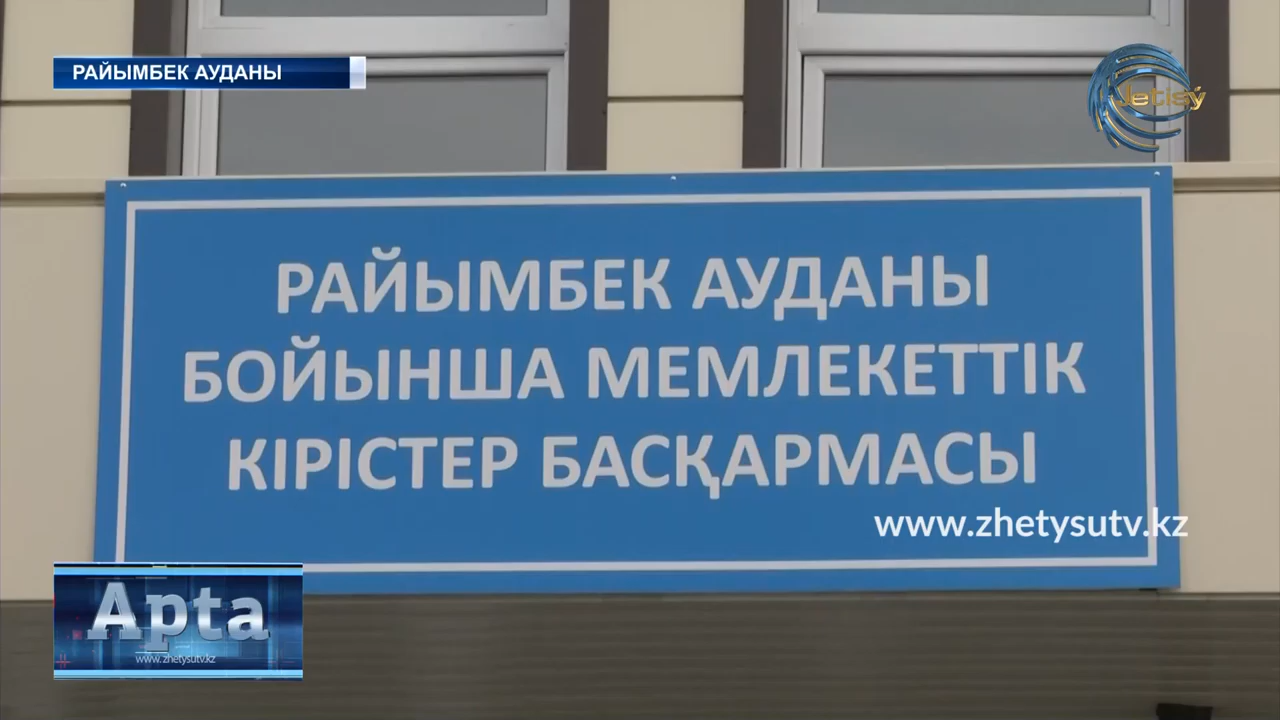 РАЙЫМБЕК АУДАНЫ
Jetisý
РАЙЫМБЕК АУДАНЫ
БОЙЫНША МЕМЛЕКЕТТІК
КІРІСТЕР БАСҚАРМАСЫ
www.zhetysutv.kz
Apta
www.zhetysutv.kz